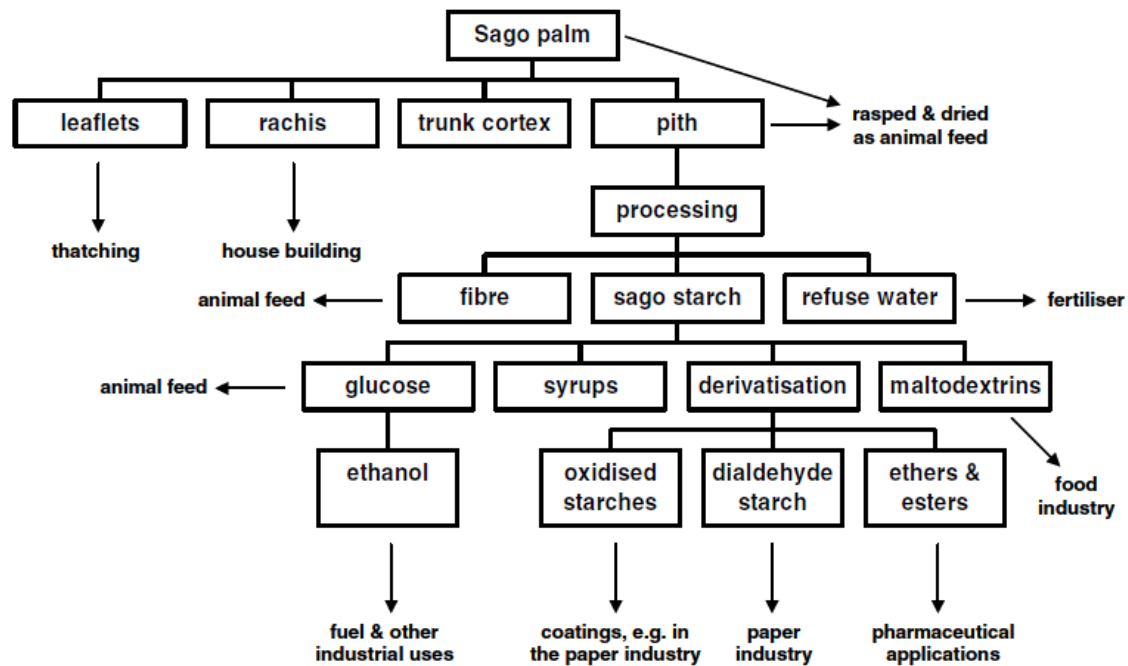 Sago palm
leaflets
rachis
trunk cortex
pith
rasped & dried
as animal feed
processing
thatching
house building
animal feed
fibre
sago starch
refuse water
fertiliser
animal feed
glucose
syrups
derivatisation
maltodextrins
ethanol
oxidised
starches
dialdehyde
starch
ethers &
esters
food
industry
fuel & other
industrial uses
coatings, e.g. in
the paper industry
paper
industry
pharmaceutical
applications